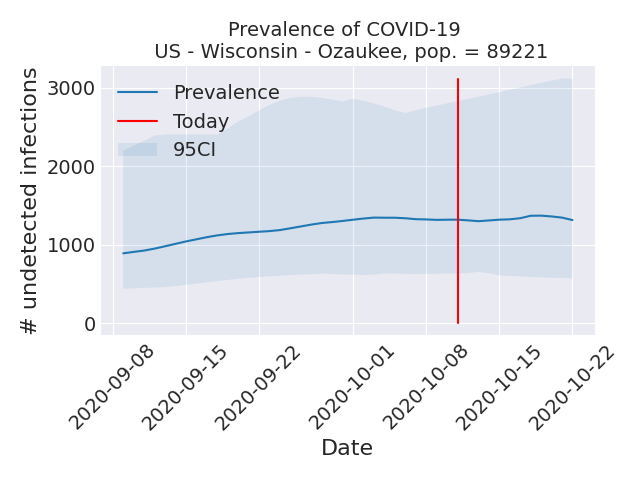 Prevalence of COVID-19
US - Wisconsin - Ozaukee, pop. = 89221
# undetected infections
3000
2000
1000
0
Prevalence
Today
95CI
2020-09-08
2020-09-15
2020-09-22
2020-10-01
2020-10-08
2020-10-15
2020-10-22
Date